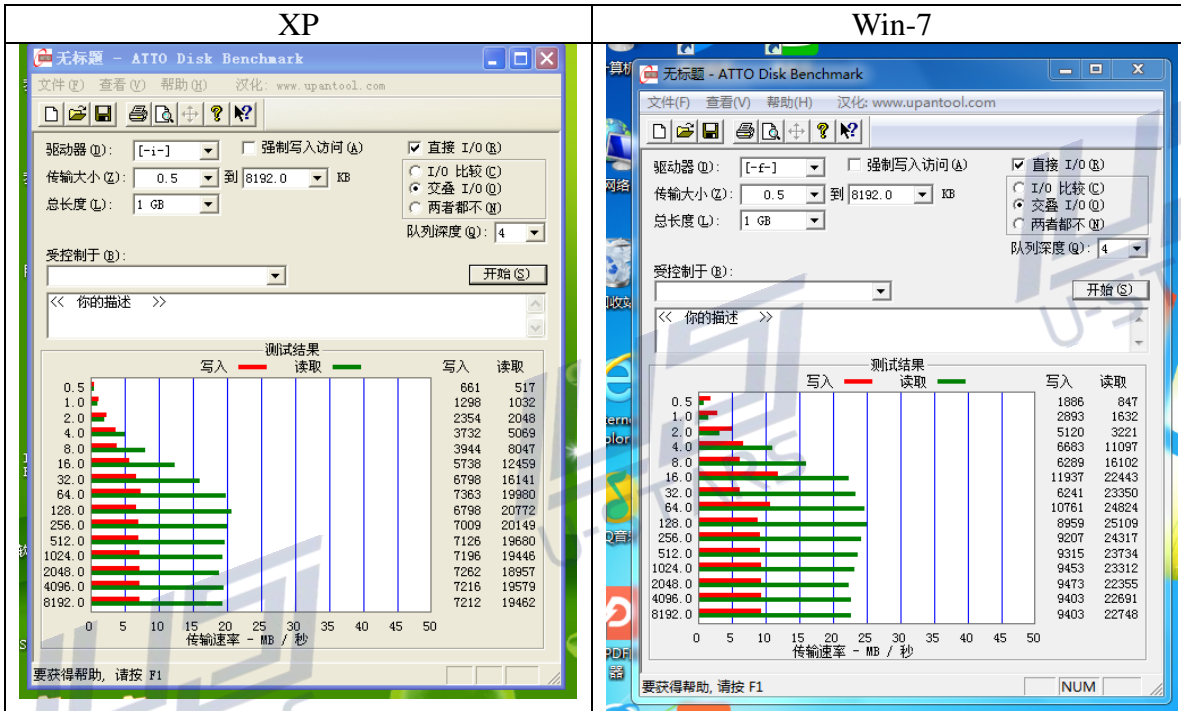 XP
无标题 - ATTO Disk Benchmark
文件(F) 查看(V) 帮助(H) 汉化: www.upantool.com
驱动器(D): [-i-] 强制写入访问(A) 直接 I/O(R)
传输大小(Z): 0.5 到 8192.0 KB I/O 比较(C)
交叠 I/O(O)
总长度(L): 1 GB 两者都不(N)
队列深度(Q): 4
受控制于(B):
开始(S)
<< 你的描述 >>
测试结果
写入 读取 写入 读取
0.5 661 517
1.0 1298 1032
2.0 2354 2048
4.0 3732 5069
8.0 3944 8047
16.0 5738 12459
32.0 6798 16141
64.0 7363 19980
128.0 6798 20772
256.0 7009 20149
512.0 7126 19680
1024.0 7196 19446
2048.0 7262 18957
4096.0 7216 19579
8192.0 7212 19462
0 5 10 15 20 25 30 35 40 45 50
传输速率 - MB / 秒
要获得帮助, 请按 F1
Win-7
无标题 - ATTO Disk Benchmark
文件(F) 查看(V) 帮助(H) 汉化: www.upantool.com
驱动器(D): [-f-] 强制写入访问(A) 直接 I/O(R)
传输大小(Z): 0.5 到 8192.0 KB I/O 比较(C)
交叠 I/O(O)
总长度(L): 1 GB 两者都不(N)
队列深度(Q): 4
受控制于(B):
开始(S)
<< 你的描述 >>
测试结果
写入 读取 写入 读取
0.5 1886 847
1.0 2893 1632
2.0 5120 3221
4.0 6683 11097
8.0 6289 16102
16.0 11937 22443
32.0 6241 23350
64.0 10761 24824
128.0 8959 25109
256.0 9207 24317
512.0 9315 23734
1024.0 9453 23312
2048.0 9473 22355
4096.0 9403 22691
8192.0 9403 22748
0 5 10 15 20 25 30 35 40 45 50
传输速率 - MB / 秒
要获得帮助, 请按 F1 NUM
网络